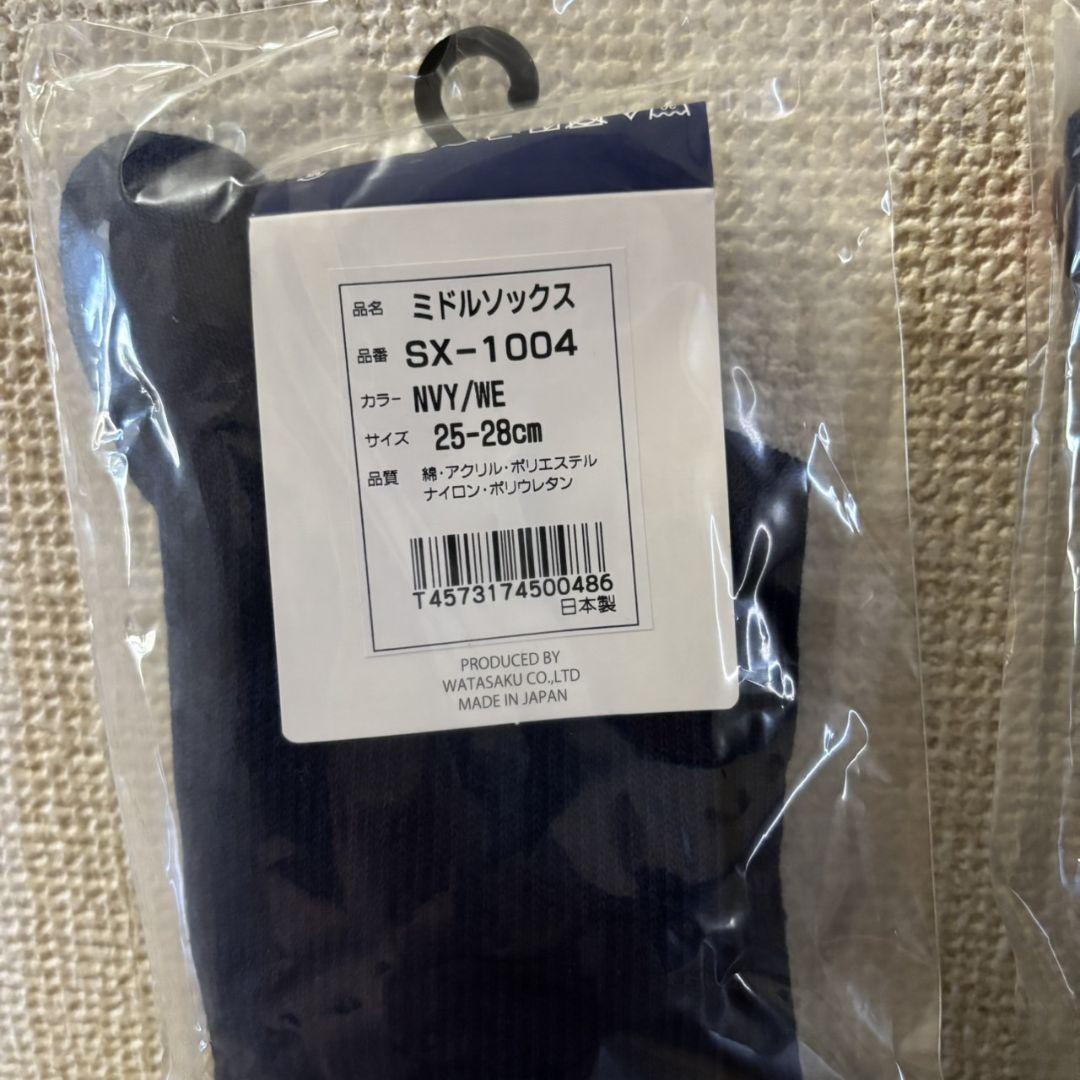 品名 ミドルソックス
品番 SX-1004
カラー NVY/WE
サイズ 25-28cm
品質 綿・アクリル・ポリエステル
ナイロン・ポリウレタン
T4573174500486
日本製
PRODUCED BY
WATASAKU CO.,LTD
MADE IN JAPAN